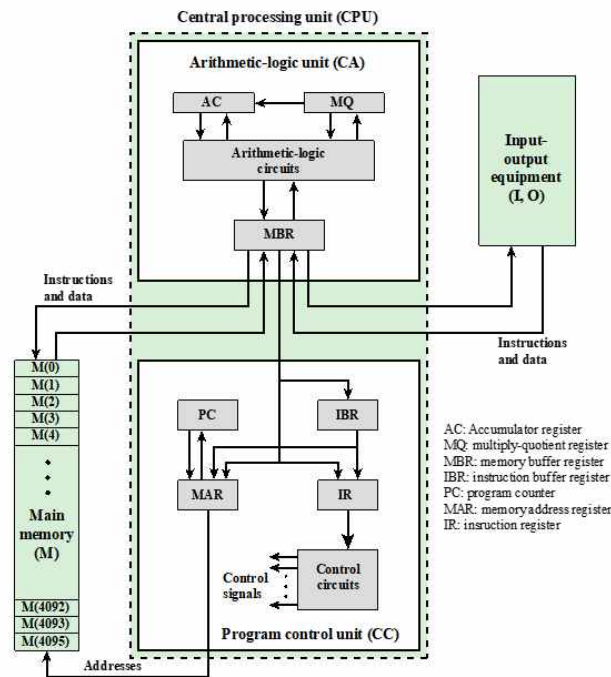 Central processing unit (CPU)
Arithmetic-logic unit (CA)
AC
MQ
Arithmetic-logic
circuits
MBR
Input-
output
equipment
(I, O)
Instructions
and data
Instructions
and data
M(0)
M(1)
M(2)
M(3)
M(4)
Main
memory
(M)
M(4092)
M(4093)
M(4095)
PC
IBR
MAR
IR
Control
circuits
Control
signals
Program control unit (CC)
Addresses
AC: Accumulator register
MQ: multiply-quotient register
MBR: memory buffer register
IBR: instruction buffer register
PC: program counter
MAR: memory address register
IR: insruction register